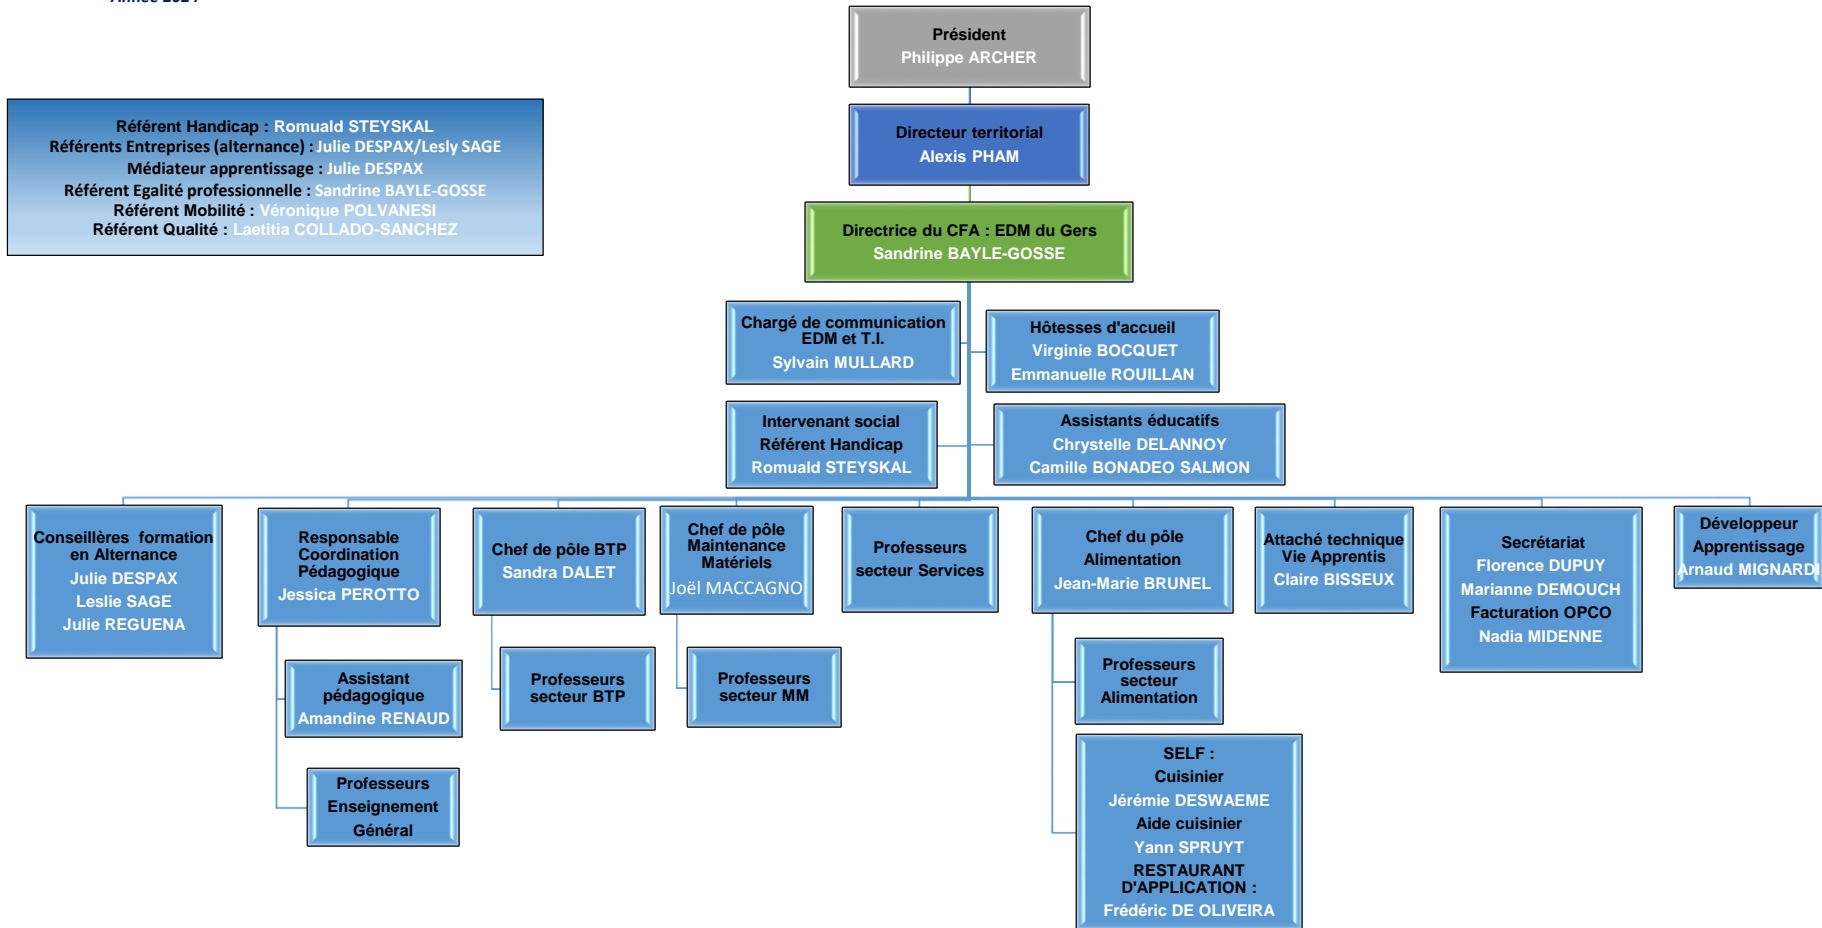 Année 2024
Président
Philippe ARCHER
Référent Handicap : Romuald STEYSKAL
Référents Entreprises (alternance) : Julie DESPAX/Lesly SAGE
Médiateur apprentissage : Julie DESPAX
Référent Egalité professionnelle : Sandrine BAYLE-GOSSE
Référent Mobilité : Véronique POLVANESI
Référent Qualité : Laetitia COLLADO-SANCHEZ
Directeur territorial
Alexis PHAM
Directrice du CFA : EDM du Gers
Sandrine BAYLE-GOSSE
Chargé de communication
EDM et T.I.
Sylvain MULLARD
Hôtesses d'accueil
Virginie BOCQUET
Emmanuelle ROUILLAN
Intervenant social
Référent Handicap
Romuald STEYSKAL
Assistants éducatifs
Chrystelle DELANNOY
Camille BONADEO SALMON
Conseillères formation
en Alternance
Julie DESPAX
Leslie SAGE
Julie REGUENA
Responsable
Coordination
Pédagogique
Jessica PEROTTO
Chef de pôle BTP
Sandra DALET
Chef de pôle
Maintenance
Matériels
Joël MACCAGNO
Professeurs
secteur Services
Chef du pôle
Alimentation
Jean-Marie BRUNEL
Attaché technique
Vie Apprentis
Claire BISSEUX
Secrétariat
Florence DUPUY
Marianne DEMOUCH
Facturation OPCO
Nadia MIDENNE
Développeur
Apprentissage
Arnaud MIGNARDI
Assistant
pédagogique
Amandine RENAUD
Professeurs
secteur BTP
Professeurs
secteur MM
Professeurs
secteur
Alimentation
Professeurs
Enseignement
Général
SELF :
Cuisinier
Jérémie DESWAEME
Aide cuisinier
Yann SPRUYT
RESTAURANT
D'APPLICATION :
Frédéric DE OLIVEIRA